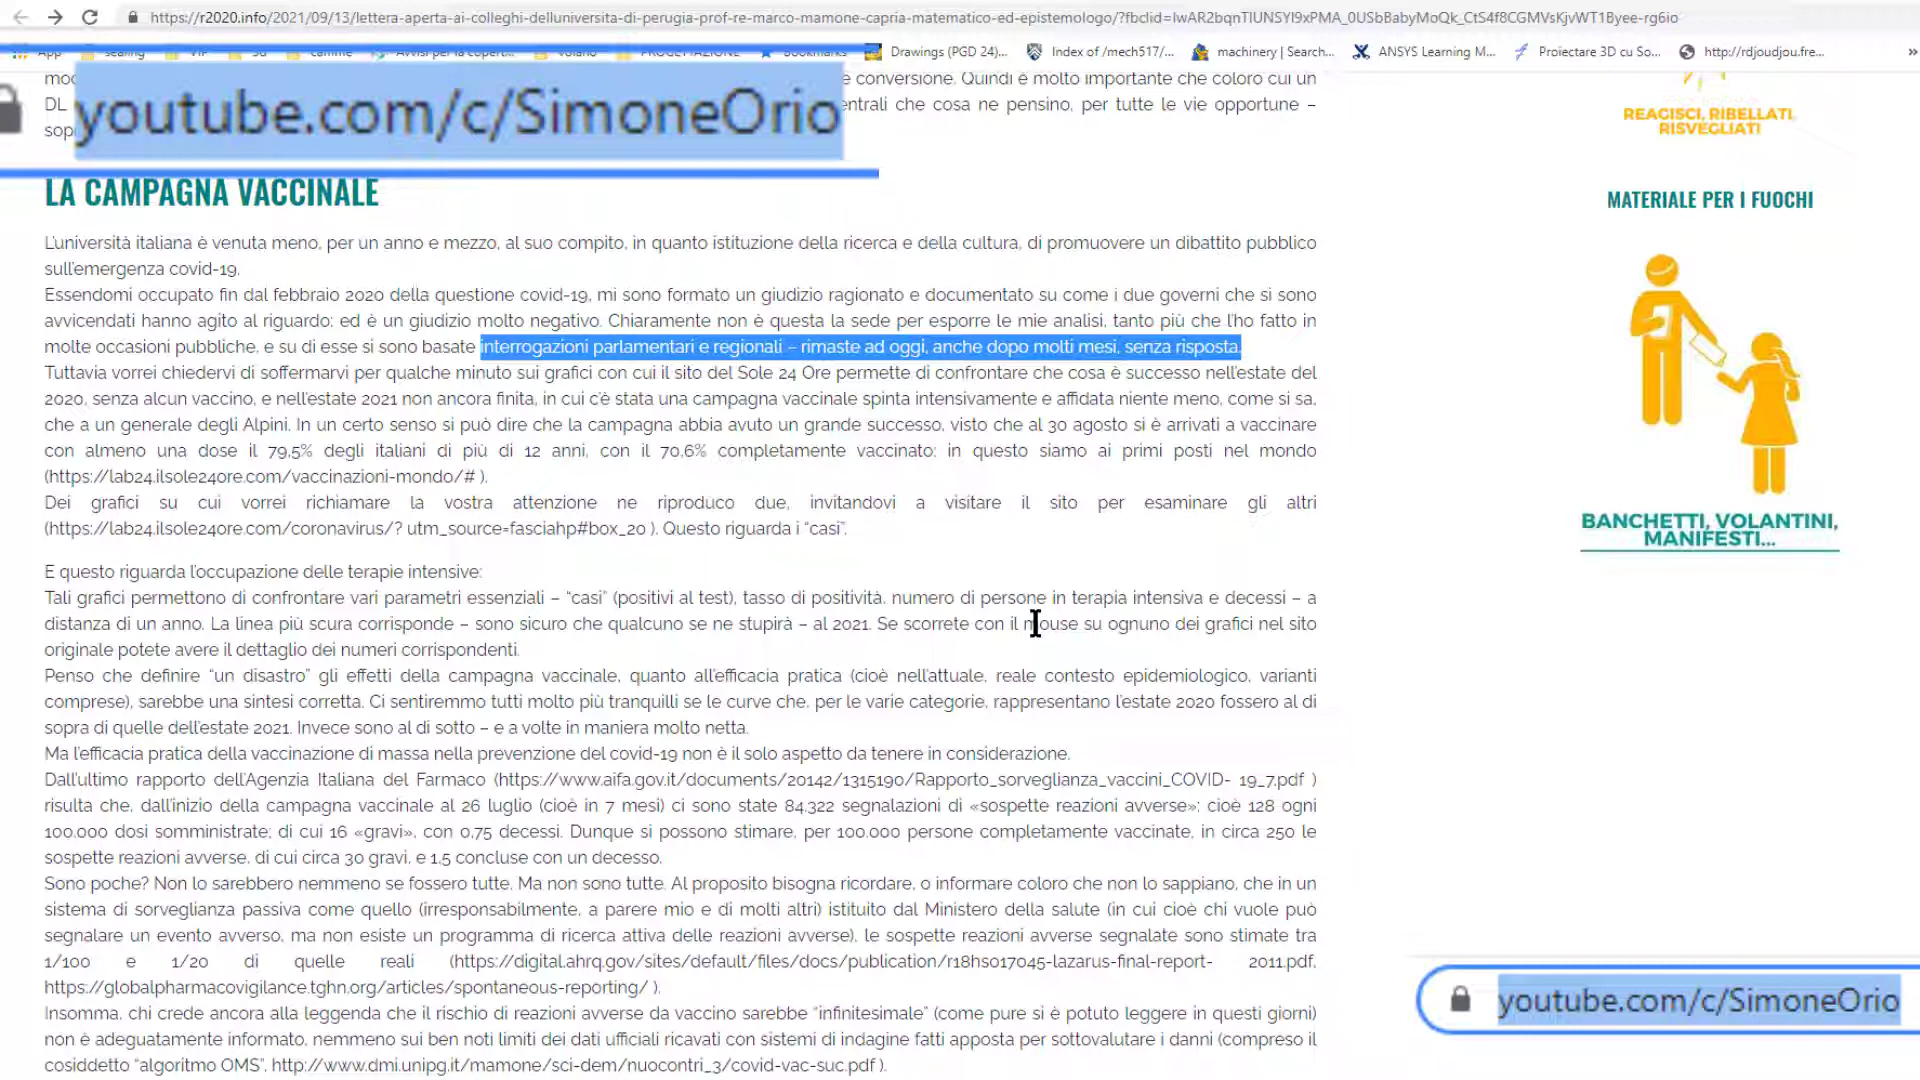 https://r2020.info/2021/09/13/lettera-aperta-ai-colleghi-delluniversita-di-perugia-prof-re-marco-mamone-capria-matematico-ed-epistemologo/?fbclid=IwAR2bqnTIUNSYI9xPMA_0USbBabyMoQk_CtS4f8CGMVsKjvWT1Byee-rg6io
Drawings (PGD 24)...
Index of /mech517/...
machinery | Search...
ANSYS Learning M...
Proiectare 3D cu So...
http://rdjoudjou.fre...
»
e conversione. Quindi è molto importante che coloro cui un
DL
entrali che cosa ne pensino, per tutte le vie opportune –
youtube.com/c/SimoneOrio
LA CAMPAGNA VACCINALE
L'università italiana è venuta meno, per un anno e mezzo, al suo compito, in quanto istituzione della ricerca e della cultura, di promuovere un dibattito pubblico
sull'emergenza covid-19.
Essendomi occupato fin dal febbraio 2020 della questione covid-19, mi sono formato un giudizio ragionato e documentato su come i due governi che si sono
avvicendati hanno agito al riguardo: ed è un giudizio molto negativo. Chiaramente non è questa la sede per esporre le mie analisi, tanto più che l'ho fatto in
molte occasioni pubbliche, e su di esse si sono basate interrogazioni parlamentari e regionali – rimaste ad oggi, anche dopo molti mesi, senza risposta.
Tuttavia vorrei chiedervi di soffermarvi per qualche minuto sui grafici con cui il sito del Sole 24 Ore permette di confrontare che cosa è successo nell'estate del
2020, senza alcun vaccino, e nell'estate 2021 non ancora finita, in cui c'è stata una campagna vaccinale spinta intensivamente e affidata niente meno, come si sa,
che a un generale degli Alpini. In un certo senso si può dire che la campagna abbia avuto un grande successo, visto che al 30 agosto si è arrivati a vaccinare
con almeno una dose il 79,5% degli italiani di più di 12 anni, con il 70,6% completamente vaccinato: in questo siamo ai primi posti nel mondo
(https://lab24.ilsole24ore.com/vaccinazioni-mondo/# ).
Dei grafici su cui vorrei richiamare la vostra attenzione ne riproduco due, invitandovi a visitare il sito per esaminare gli altri
(https://lab24.ilsole24ore.com/coronavirus/? utm_source=fasciahp#box_20 ). Questo riguarda i “casi”.
E questo riguarda l'occupazione delle terapie intensive:
Tali grafici permettono di confrontare vari parametri essenziali – “casi” (positivi al test), tasso di positività, numero di persone in terapia intensiva e decessi – a
distanza di un anno. La linea più scura corrisponde – sono sicuro che qualcuno se ne stupirà – al 2021. Se scorrete con il mouse su ognuno dei grafici nel sito
originale potete avere il dettaglio dei numeri corrispondenti.
Penso che definire “un disastro” gli effetti della campagna vaccinale, quanto all'efficacia pratica (cioè nell'attuale, reale contesto epidemiologico, varianti
comprese), sarebbe una sintesi corretta. Ci sentiremmo tutti molto più tranquilli se le curve che, per le varie categorie, rappresentano l'estate 2020 fossero al di
sopra di quelle dell'estate 2021. Invece sono al di sotto – e a volte in maniera molto netta.
Ma l'efficacia pratica della vaccinazione di massa nella prevenzione del covid-19 non è il solo aspetto da tenere in considerazione.
Dall'ultimo rapporto dell'Agenzia Italiana del Farmaco (https://www.aifa.gov.it/documents/20142/1315190/Rapporto_sorveglianza_vaccini_COVID- 19_7.pdf )
risulta che, dall'inizio della campagna vaccinale al 26 luglio (cioè in 7 mesi) ci sono state 84.322 segnalazioni di «sospette reazioni avverse»: cioè 128 ogni
100.000 dosi somministrate; di cui 16 «gravi», con 0,75 decessi. Dunque si possono stimare, per 100.000 persone completamente vaccinate, in circa 250 le
sospette reazioni avverse, di cui circa 30 gravi, e 1,5 concluse con un decesso.
Sono poche? Non lo sarebbero nemmeno se fossero tutte. Ma non sono tutte. Al proposito bisogna ricordare, o informare coloro che non lo sappiano, che in un
sistema di sorveglianza passiva come quello (irresponsabilmente, a parere mio e di molti altri) istituito dal Ministero della salute (in cui cioè chi vuole può
segnalare un evento avverso, ma non esiste un programma di ricerca attiva delle reazioni avverse), le sospette reazioni avverse segnalate sono stimate tra
1/100 e 1/20 di quelle reali (https://digital.ahrq.gov/sites/default/files/docs/publication/r18hs017045-lazarus-final-report- 2011.pdf,
https://globalpharmacovigilance.tghn.org/articles/spontaneous-reporting/ ).
Insomma, chi crede ancora alla leggenda che il rischio di reazioni avverse da vaccino sarebbe “infinitesimale” (come pure si è potuto leggere in questi giorni)
non è adeguatamente informato, nemmeno sui ben noti limiti dei dati ufficiali ricavati con sistemi di indagine fatti apposta per sottovalutare i danni (compreso il
cosiddetto “algoritmo OMS”, http://www.dmi.unipg.it/mamone/sci-dem/nuocontri_3/covid-vac-suc.pdf ).
REAGISCI, RIBELLATI,
RISVEGLIATI
MATERIALE PER I FUOCHI
BANCHETTI, VOLANTINI,
MANIFESTI...
youtube.com/c/SimoneOrio